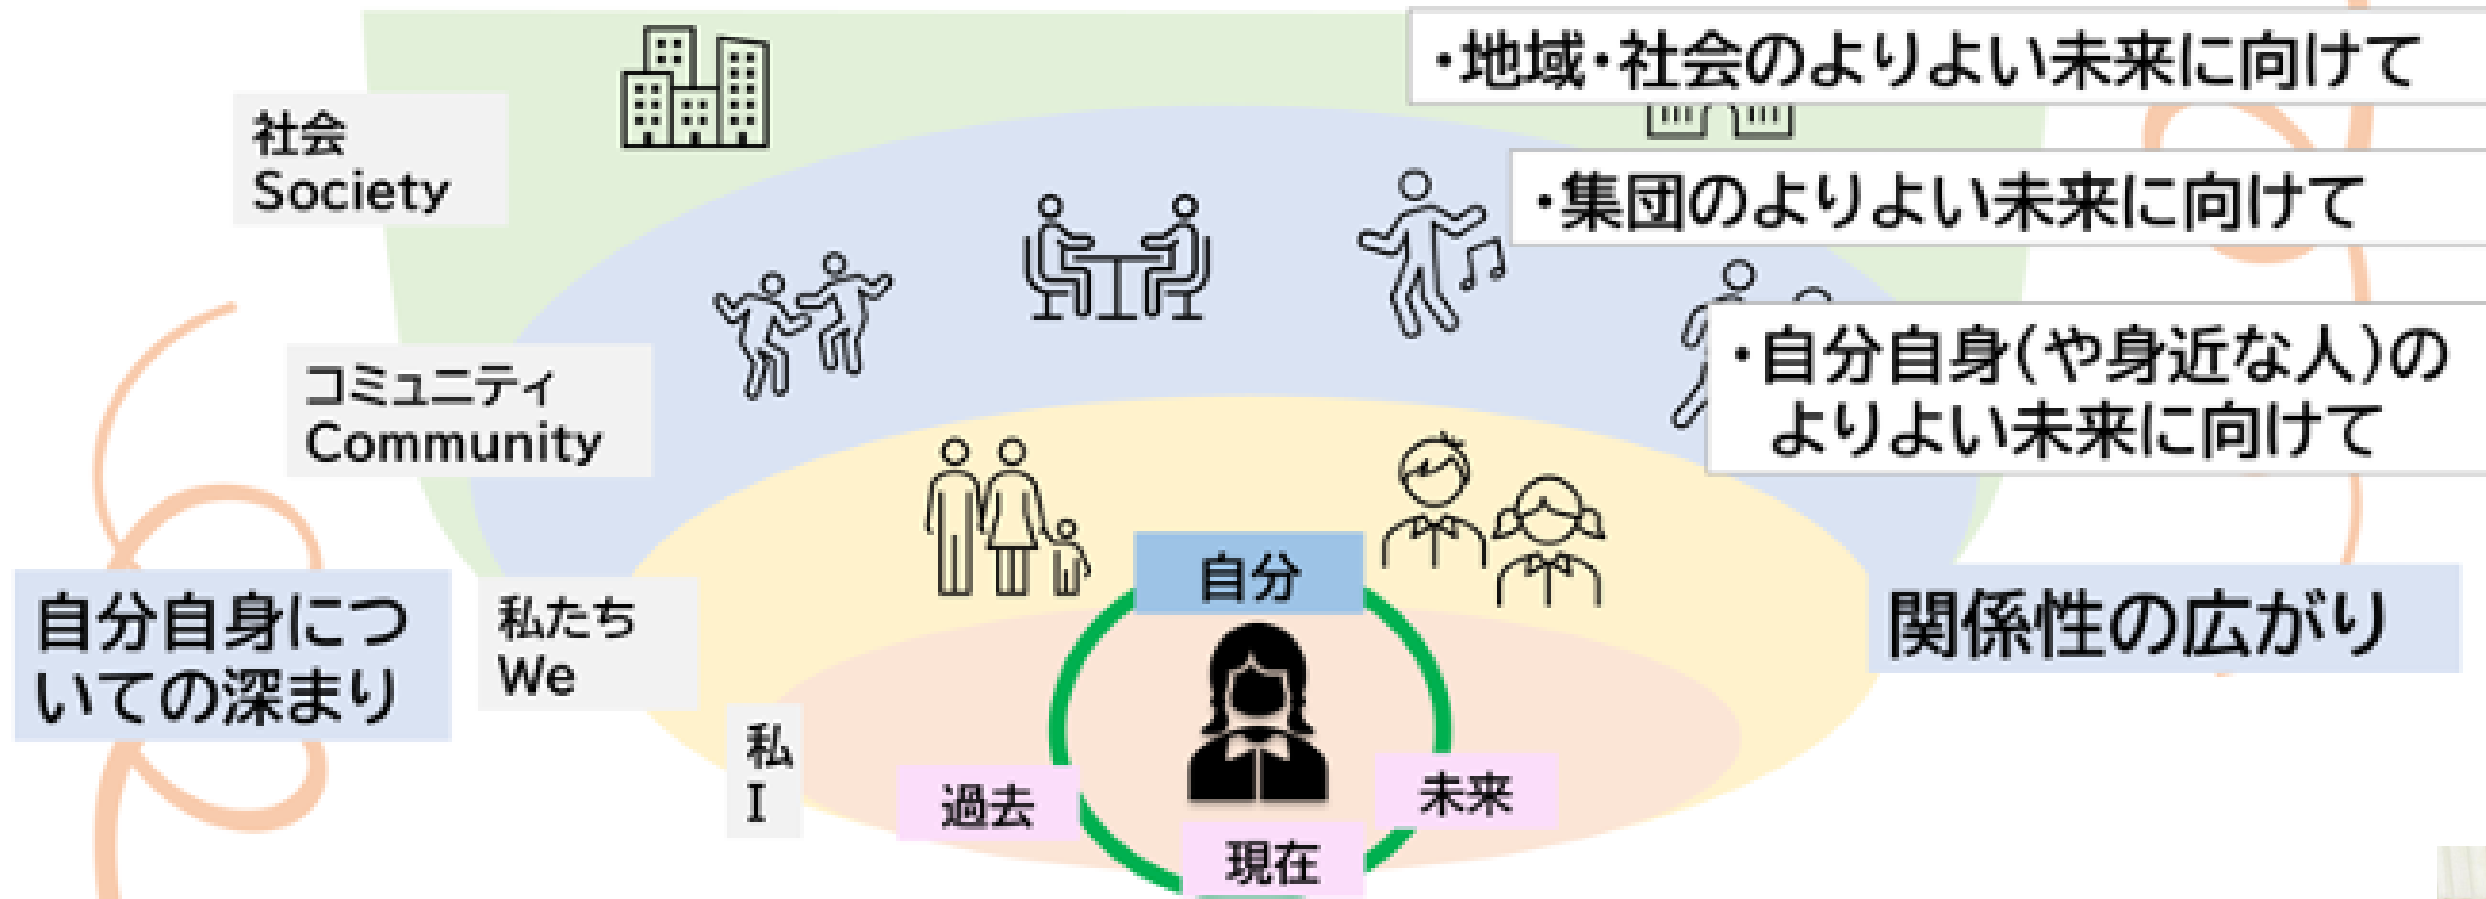 ・地域・社会のよりよい未来に向けて
社会
Society
・集団のよりよい未来に向けて
・自分自身(や身近な人)の
よりよい未来に向けて
コミュニティ
Community
自分
自分自身につ
いての深まり
私たち
We
関係性の広がり
私
I
過去
未来
現在